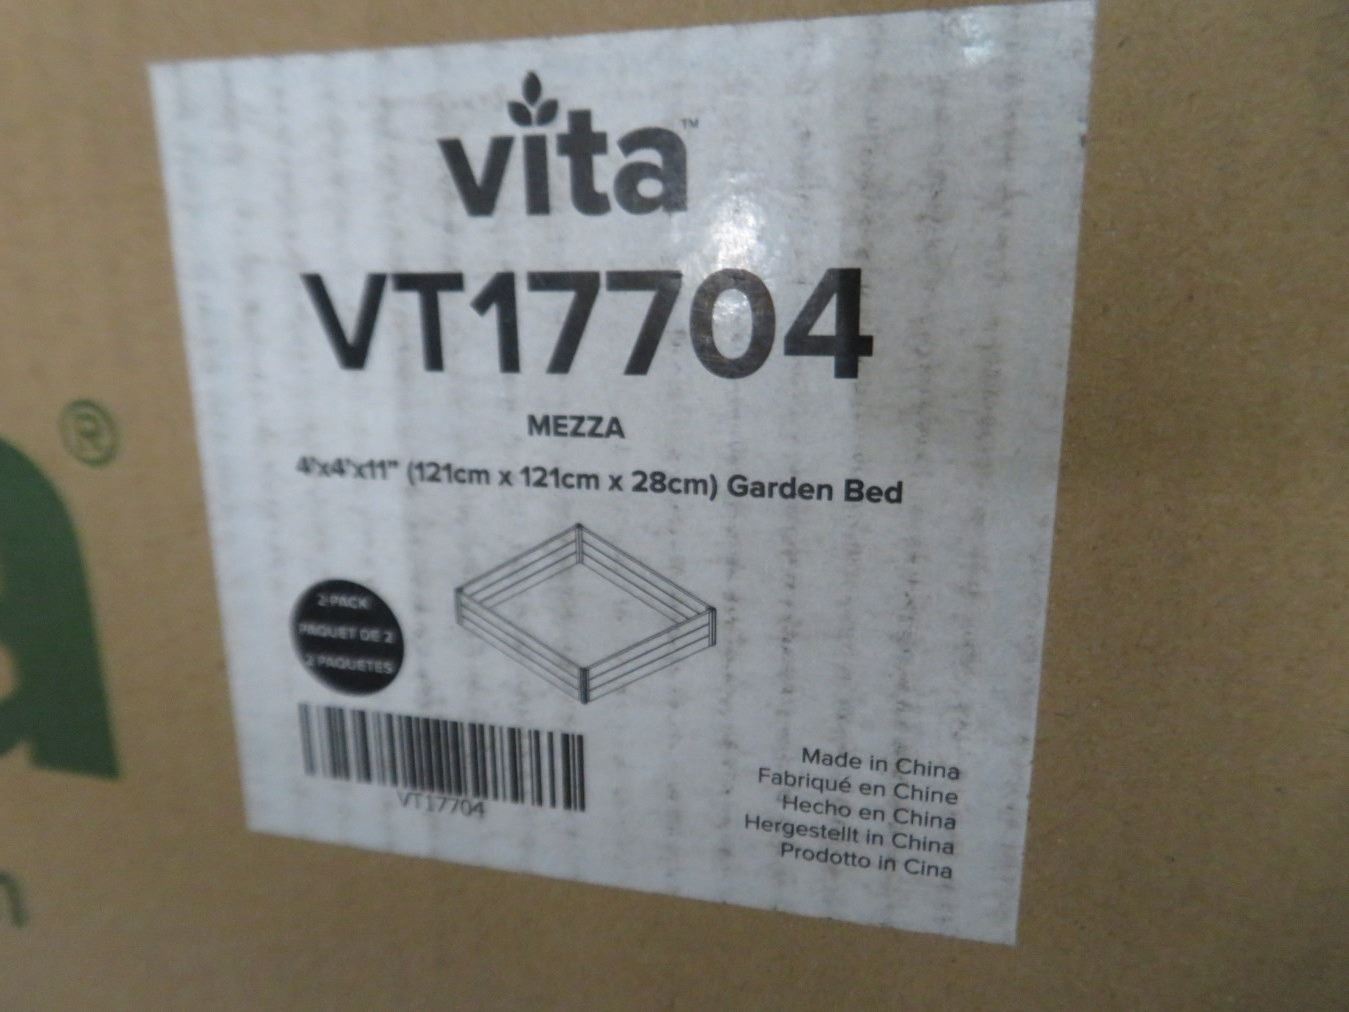 vita™
VT17704
MEZZA
4'x4'x11" (121cm x 121cm x 28cm) Garden Bed
2-PACK
PAQUET DE 2
2 PAQUETES
VT17704
Made in China
Fabriqué en Chine
Hecho en China
Hergestellt in China
Prodotto in Cina
a®
n